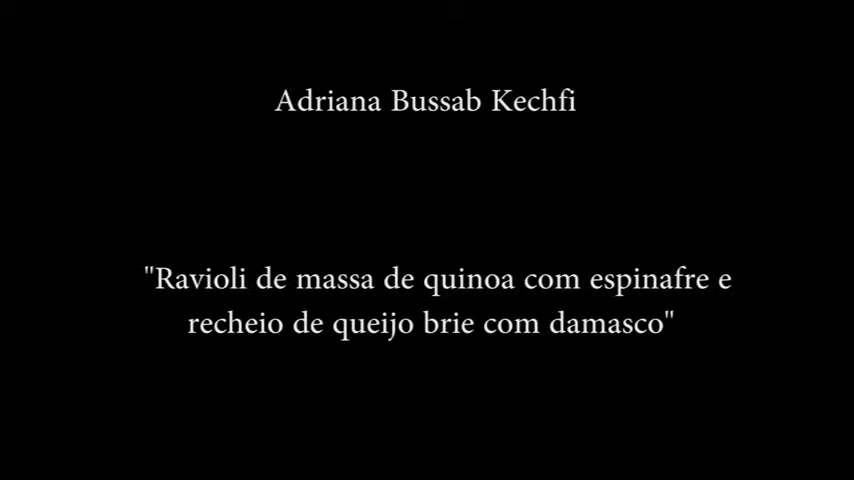 Adriana Bussab Kechfi
"Ravioli de massa de quinoa com espinafre e
recheio de queijo brie com damasco"